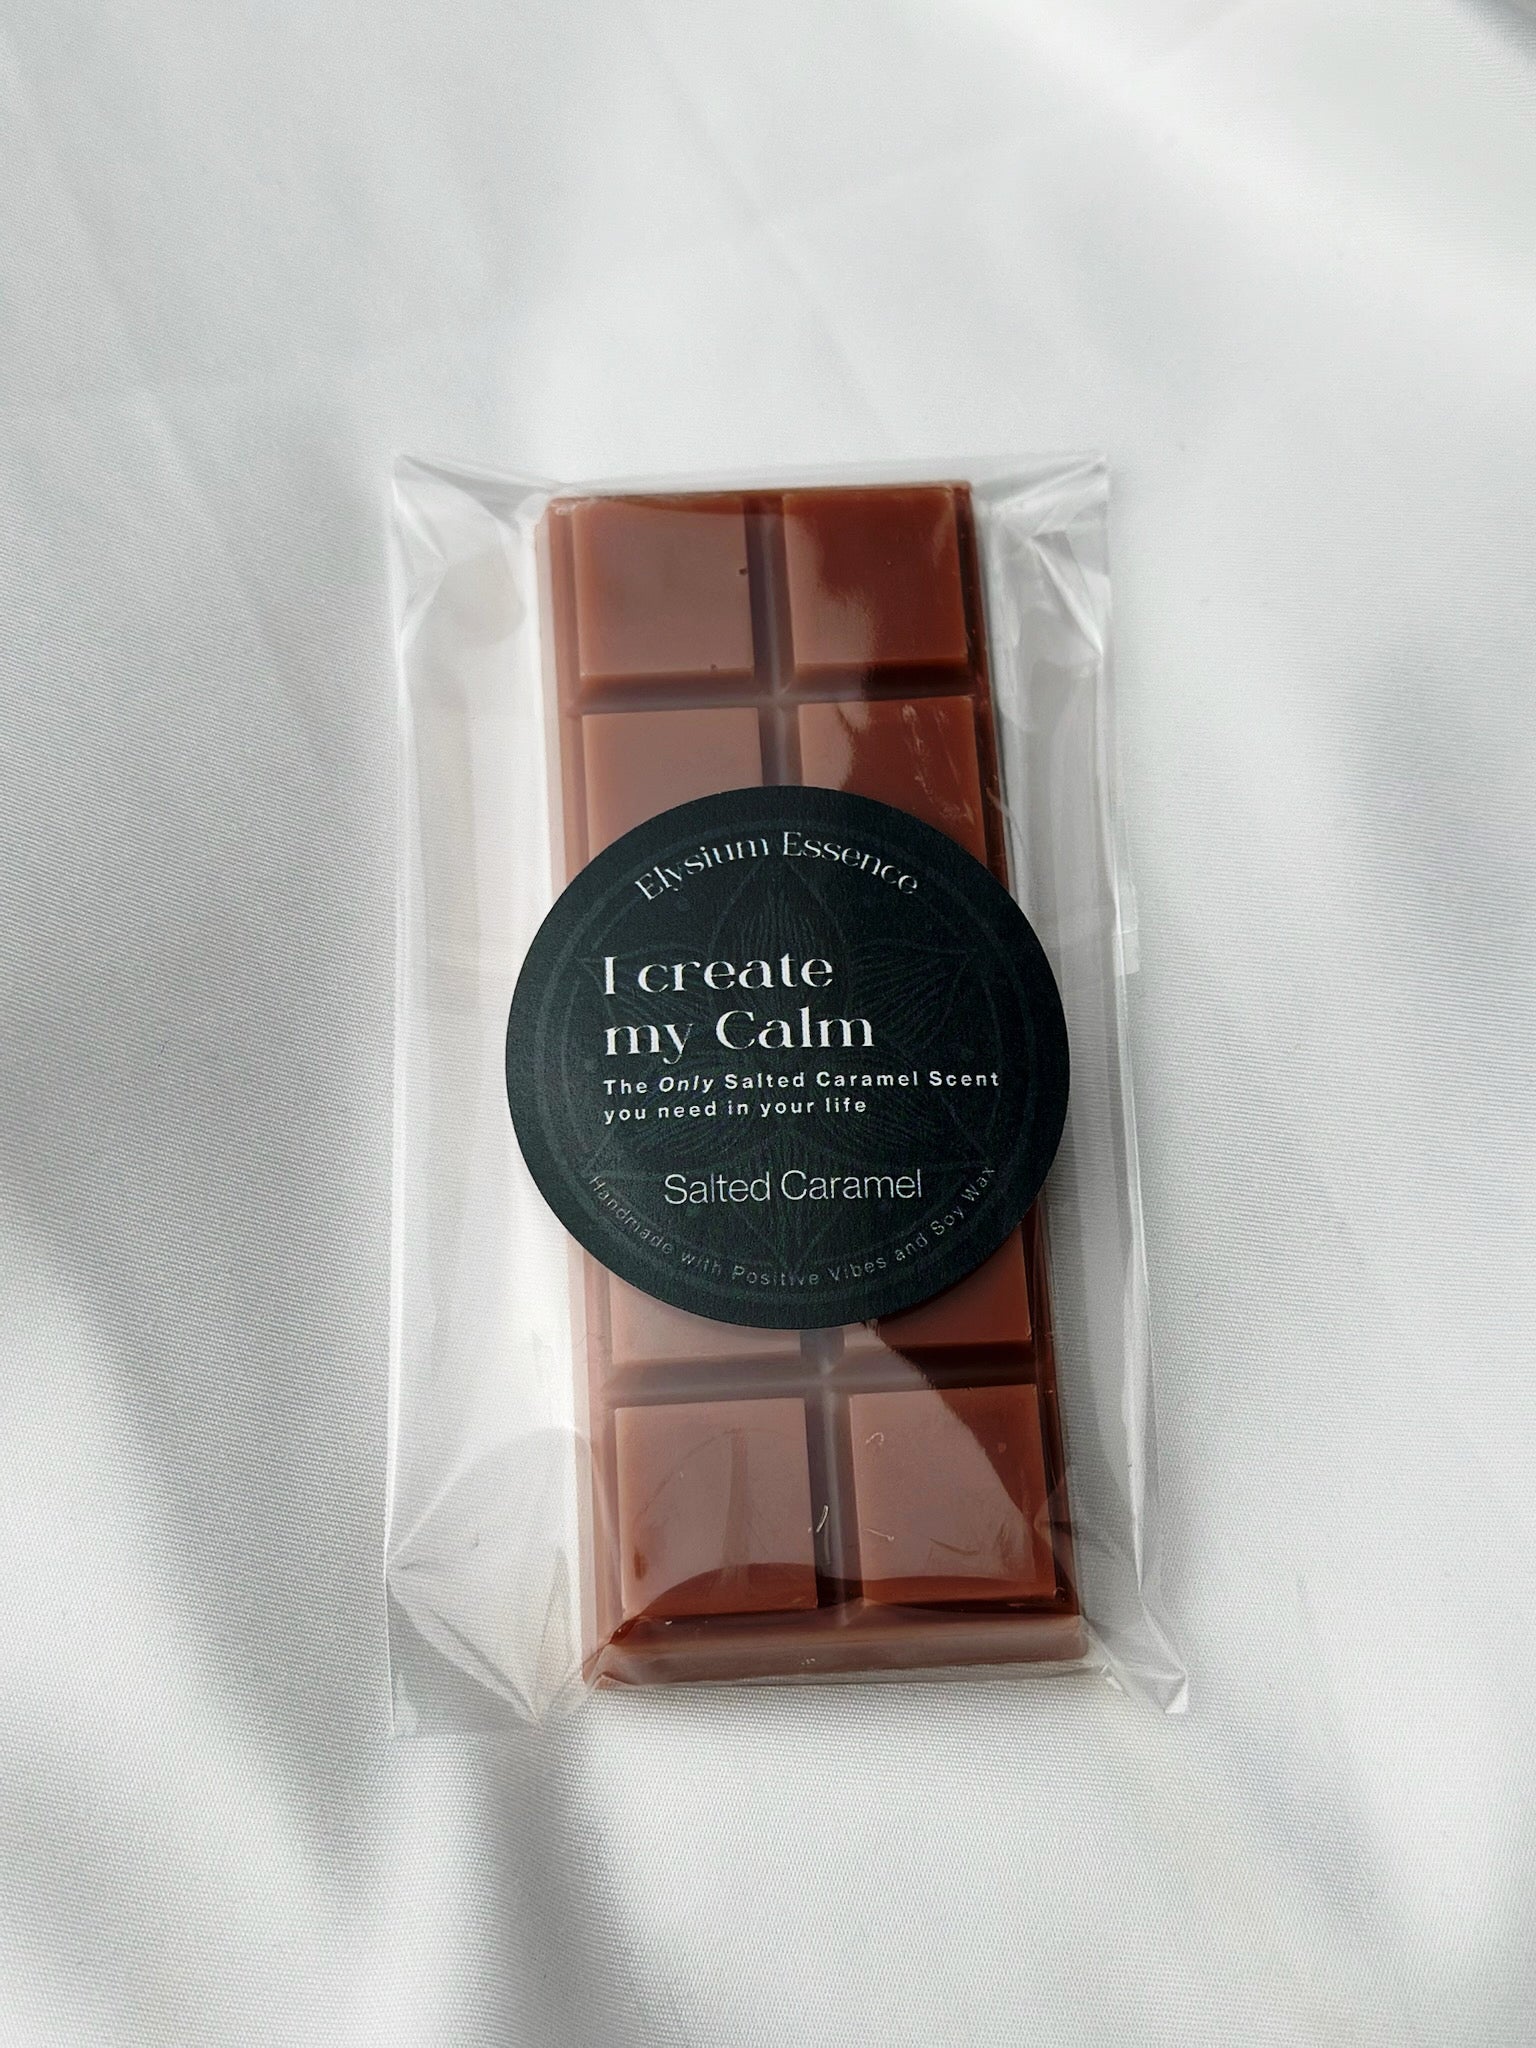 Elysium Essence
I create
my Calm
The Only Salted Caramel Scent
you need in your life
Salted Caramel
Handmade with Positive Vibes and Soy Wax